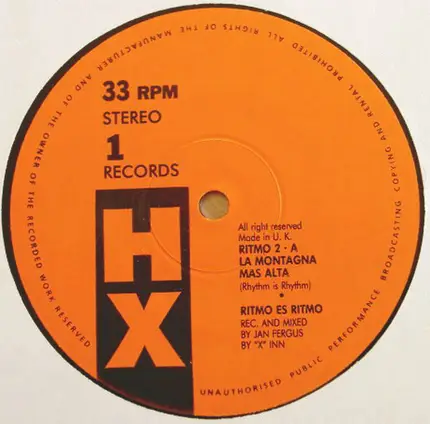 33 RPM
STEREO
1
RECORDS
HX
All right reserved
Made in U. K.
RITMO 2 - A
LA MONTAGNA
MAS ALTA
(Rhythm is Rhythm)
RITMO ES RITMO
REC. AND MIXED
BY JAN FERGUS
BY "X" INN
ALL RIGHTS OF THE MANUFACTURER AND OF THE OWNER OF THE RECORDED WORK RESERVED
UNAUTHORISED PUBLIC PERFORMANCE BROADCASTING COPYING AND RENTAL PROHIBITED